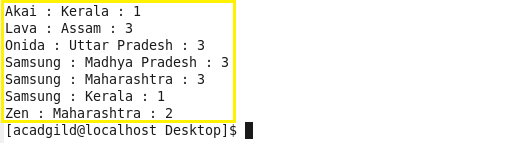 Akai : Kerala : 1
Lava : Assam : 3
Onida : Uttar Pradesh : 3
Samsung : Madhya Pradesh : 3
Samsung : Maharashtra : 3
Samsung : Kerala : 1
Zen : Maharashtra : 2
[acadgild@localhost Desktop]$